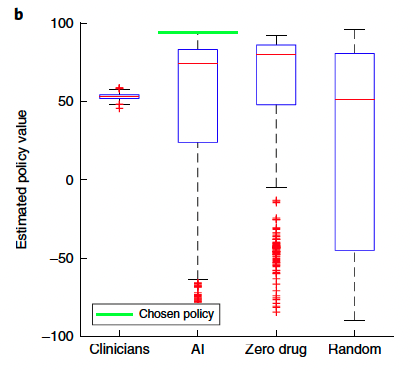 b
Estimated policy value
100
50
0
−50
−100
Chosen policy
Clinicians
AI
Zero drug
Random